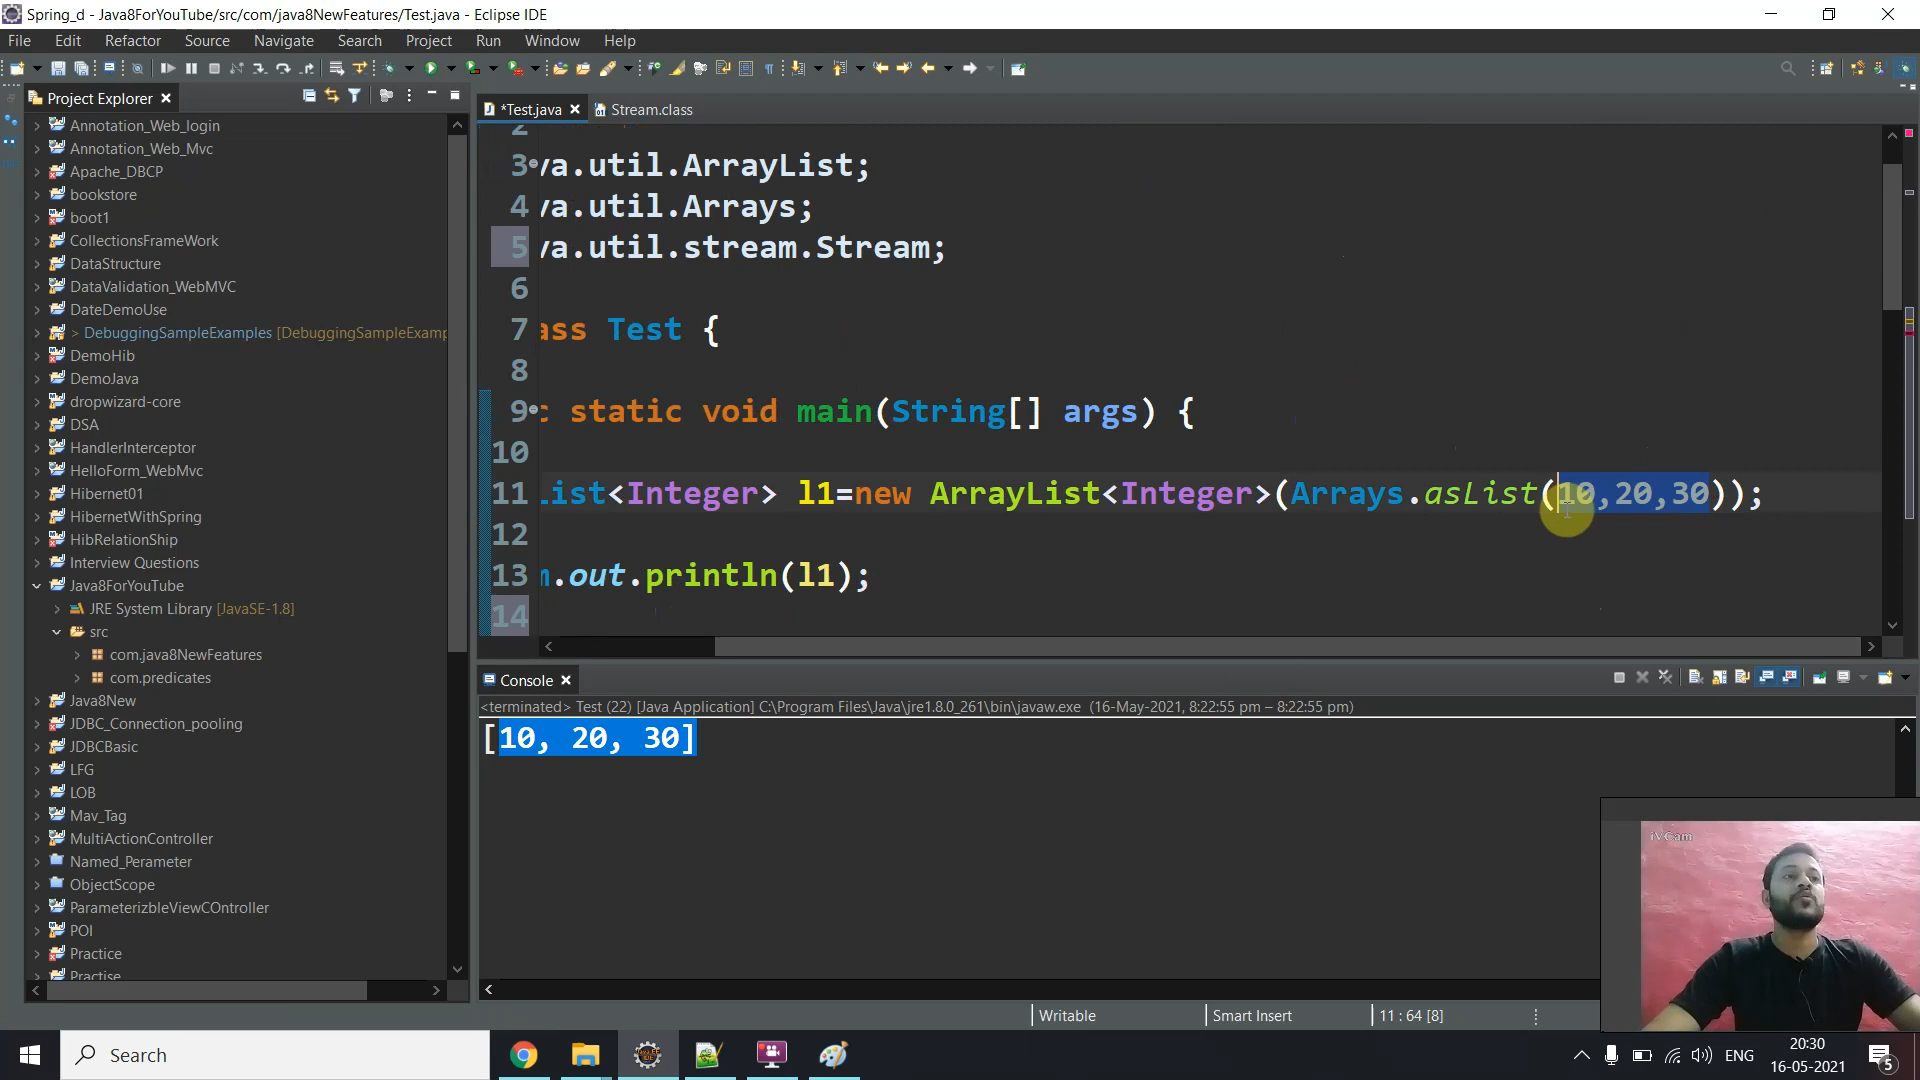 Spring_d - Java8ForYouTube/src/com/java8NewFeatures/Test.java - Eclipse IDE
File Edit Refactor Source Navigate Search Project Run Window Help
Project Explorer
Annotation_Web_login
Annotation_Web_Mvc
Apache_DBCP
bookstore
boot1
CollectionsFrameWork
DataStructure
DataValidation_WebMVC
DateDemoUse
> DebuggingSampleExamples [DebuggingSampleExamp
DemoHib
DemoJava
dropwizard-core
DSA
HandlerInterceptor
HelloForm_WebMvc
Hibernet01
HibernetWithSpring
HibRelationShip
Interview Questions
Java8ForYouTube
JRE System Library [JavaSE-1.8]
src
com.java8NewFeatures
com.predicates
Java8New
JDBC_Connection_pooling
JDBCBasic
LFG
LOB
Mav_Tag
MultiActionController
Named_Perameter
ObjectScope
ParameterizbleViewCOntroller
POI
Practice
Practise
*Test.java Stream.class
2
3 va.util.ArrayList;
4 va.util.Arrays;
5 va.util.stream.Stream;
6
7 ass Test {
8
9 c static void main(String[] args) {
10
11 List<Integer> l1=new ArrayList<Integer>(Arrays.asList(10,20,30));
12
13 m.out.println(l1);
14
Console
<terminated> Test (22) [Java Application] C:\Program Files\Java\jre1.8.0_261\bin\javaw.exe (16-May-2021, 8:22:55 pm – 8:22:55 pm)
[10, 20, 30]
iVCam
Writable Smart Insert 11 : 64 [8]
Search
ENG
20:30
16-05-2021
5